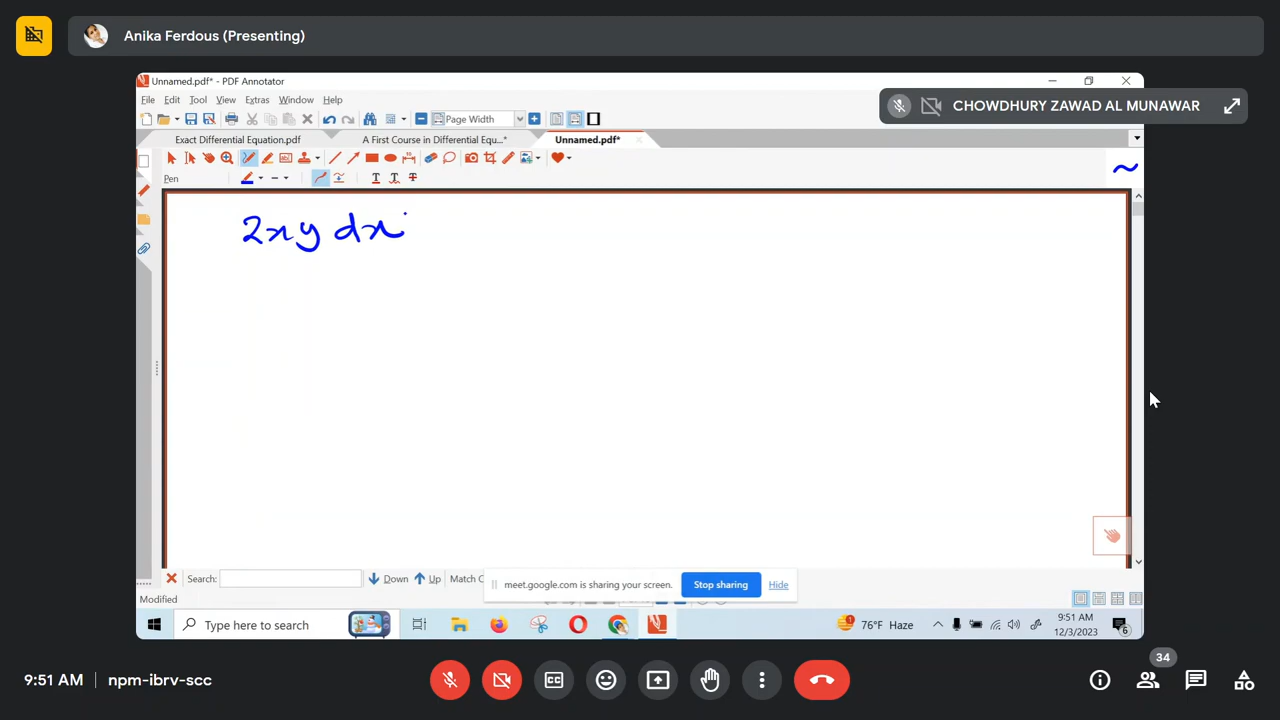 Anika Ferdous (Presenting)
Unnamed.pdf* - PDF Annotator
File Edit Tool View Extras Window Help
CHOWDHURY ZAWAD AL MUNAWAR
Page Width
Exact Differential Equation.pdf
A First Course in Differential Equ...*
Unnamed.pdf*
Pen
2xy dx
Search:
Down
Up
Match C
meet.google.com is sharing your screen.
Stop sharing
Hide
Modified
Type here to search
76°F Haze
9:51 AM
12/3/2023
6
9:51 AM
npm-ibrv-scc
34